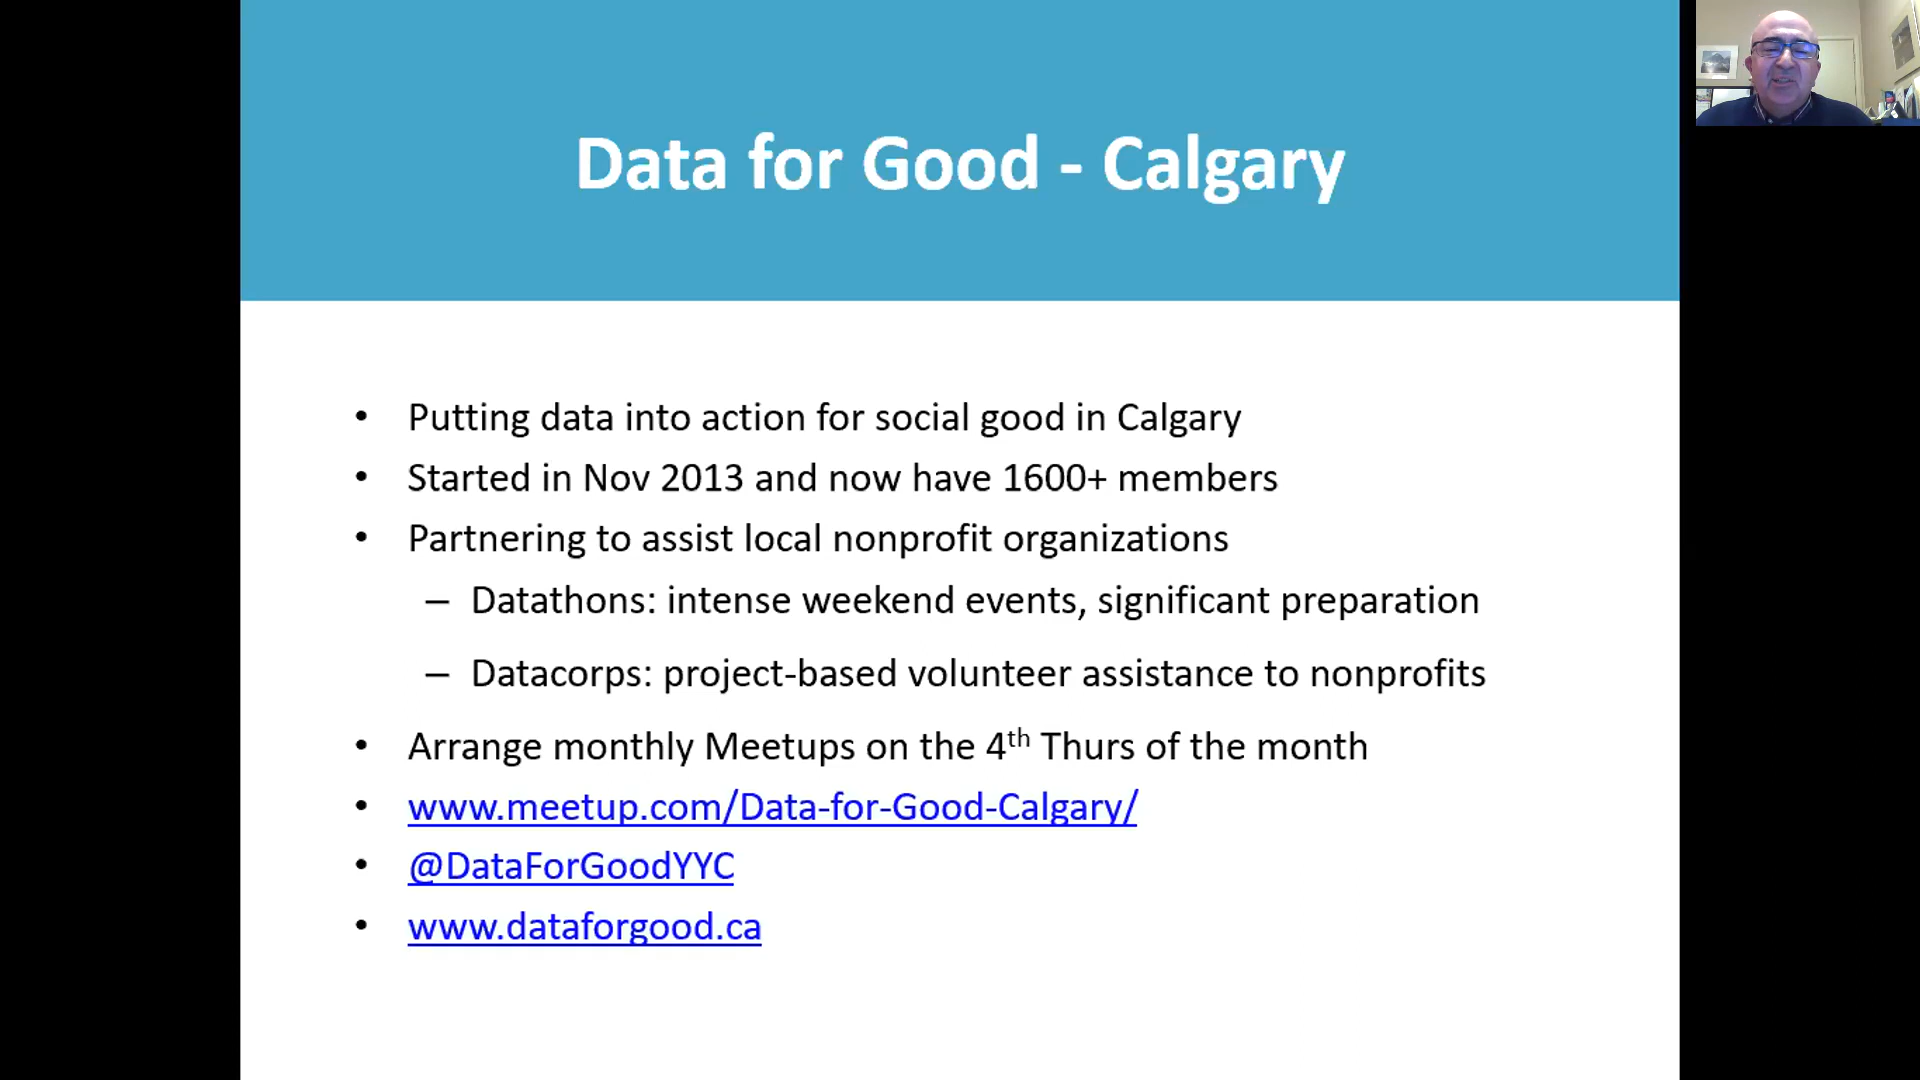 Data for Good - Calgary
• Putting data into action for social good in Calgary
• Started in Nov 2013 and now have 1600+ members
• Partnering to assist local nonprofit organizations
– Datathons: intense weekend events, significant preparation
– Datacorps: project-based volunteer assistance to nonprofits
• Arrange monthly Meetups on the 4th Thurs of the month
• www.meetup.com/Data-for-Good-Calgary/
• @DataForGoodYYC
• www.dataforgood.ca